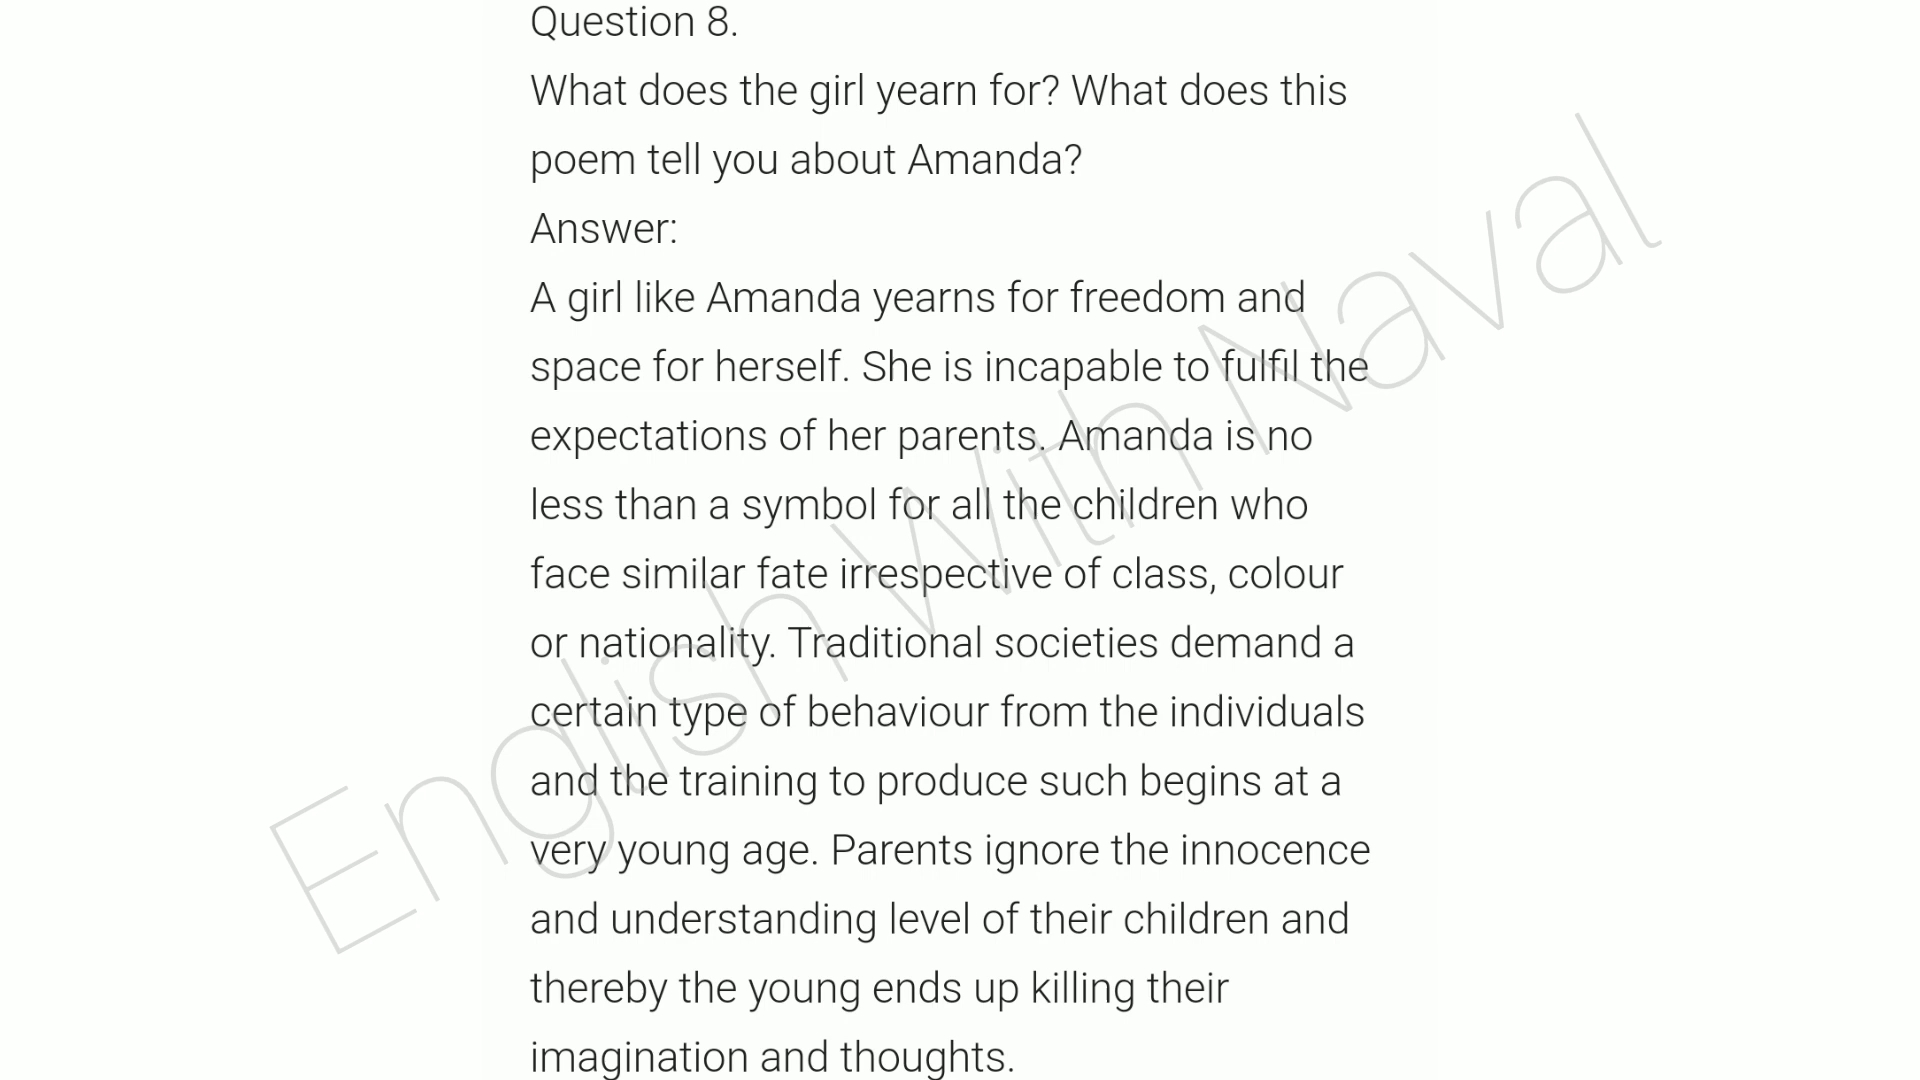 Question 8.
What does the girl yearn for? What does this
poem tell you about Amanda?
Answer:
A girl like Amanda yearns for freedom and
space for herself. She is incapable to fulfil the
expectations of her parents. Amanda is no
less than a symbol for all the children who
face similar fate irrespective of class, colour
or nationality. Traditional societies demand a
certain type of behaviour from the individuals
and the training to produce such begins at a
very young age. Parents ignore the innocence
and understanding level of their children and
thereby the young ends up killing their
imagination and thoughts.
English With Naval